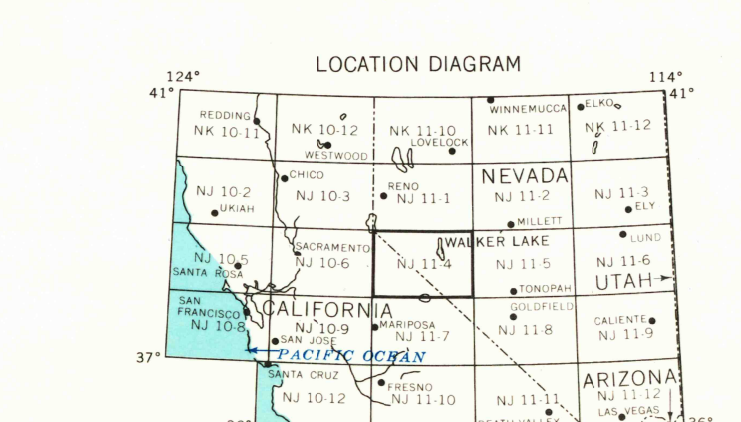 LOCATION DIAGRAM
124°
114°
41°
41°
REDDING
NK 10-11
NK 10-12
WESTWOOD
NK 11-10
LOVELOCK
WINNEMUCCA
NK 11-11
ELKO
NK 11-12
NJ 10-2
UKIAH
CHICO
NJ 10-3
RENO
NJ 11-1
NEVADA
NJ 11-2
MILLETT
NJ 11-3
ELY
NJ 10-5
SANTA ROSA
SACRAMENTO
NJ 10-6
WALKER LAKE
NJ 11-4
NJ 11-5
TONOPAH
LUND
NJ 11-6
UTAH
SAN
FRANCISCO
NJ 10-8
CALIFORNIA
NJ 10-9
SAN JOSE
MARIPOSA
NJ 11-7
GOLDFIELD
NJ 11-8
CALIENTE
NJ 11-9
37°
PACIFIC OCEAN
SANTA CRUZ
NJ 10-12
FRESNO
NJ 11-10
NJ 11-11
DEATH VALLEY
ARIZONA
NJ 11-12
LAS VEGAS
36°